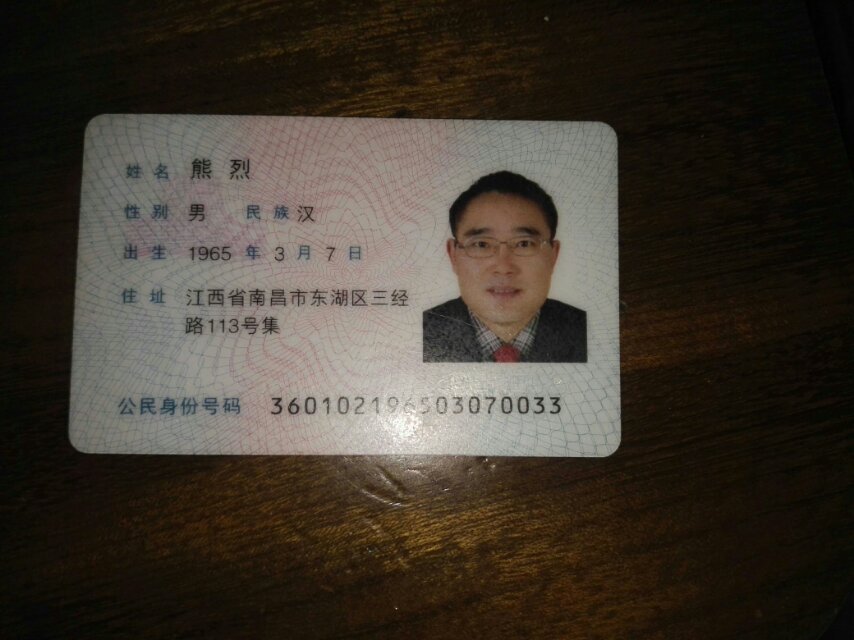 姓名 熊烈
性别 男 民族 汉
出生 1965 年 3 月 7 日
住址 江西省南昌市东湖区三经
路113号集
公民身份号码 360102196503070033